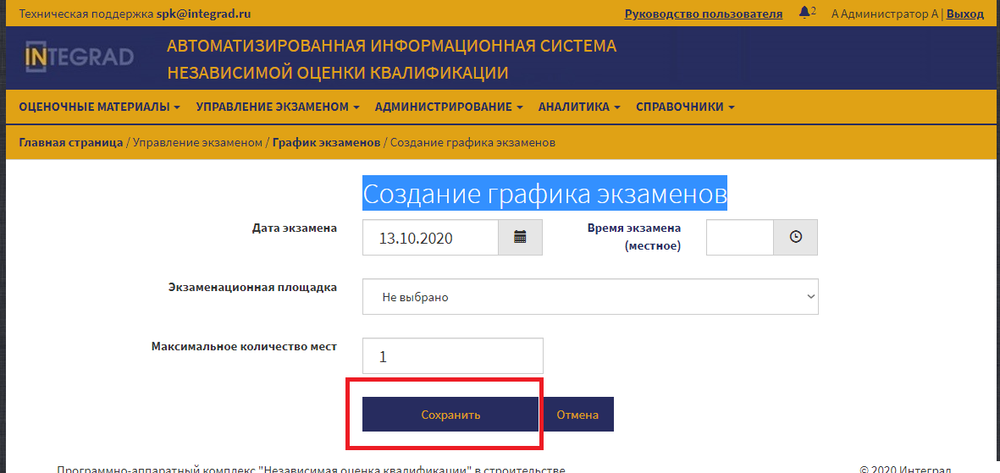 Техническая поддержка spk@integrad.ru
Руководство пользователя 2 А Администратор А | Выход
INTEGRAD
АВТОМАТИЗИРОВАННАЯ ИНФОРМАЦИОННАЯ СИСТЕМА
НЕЗАВИСИМОЙ ОЦЕНКИ КВАЛИФИКАЦИИ
ОЦЕНОЧНЫЕ МАТЕРИАЛЫ УПРАВЛЕНИЕ ЭКЗАМЕНОМ АДМИНИСТРИРОВАНИЕ АНАЛИТИКА СПРАВОЧНИКИ
Главная страница / Управление экзаменом / График экзаменов / Создание графика экзаменов
Создание графика экзаменов
Дата экзамена 13.10.2020
Время экзамена
(местное)
Экзаменационная площадка Не выбрано
Максимальное количество мест 1
Сохранить Отмена
Программно-аппаратный комплекс "Независимая оценка квалификации" в строительстве © 2020 Интеграл